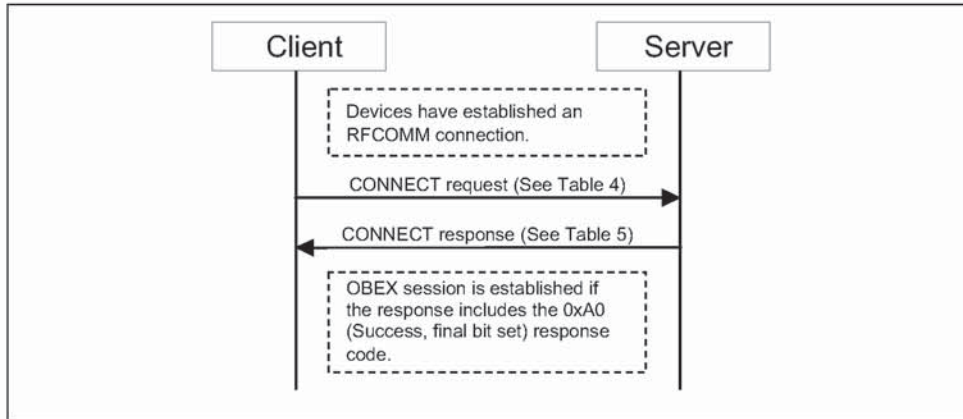 Client
Server
Devices have established an
RFCOMM connection.
CONNECT request (See Table 4)
CONNECT response (See Table 5)
OBEX session is established if
the response includes the 0xA0
(Success, final bit set) response
code.